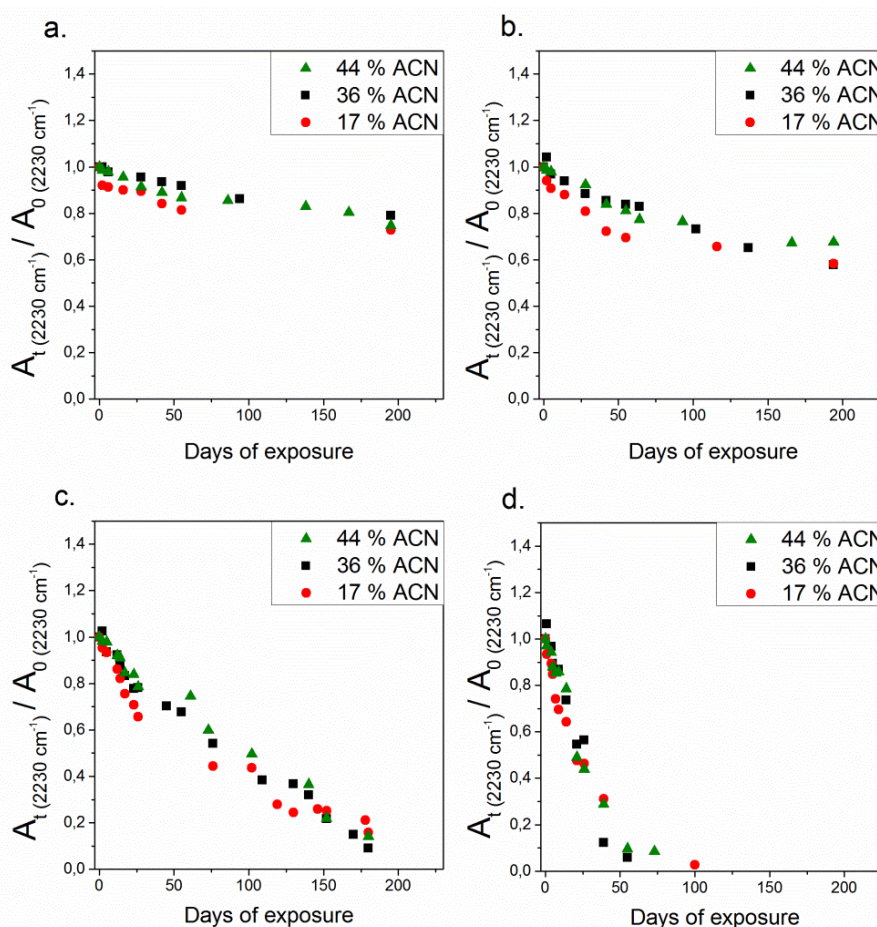 a.
44 % ACN
36 % ACN
17 % ACN
1,4
1,2
1,0
0,8
0,6
0,4
0,2
0,0
0 50 100 150 200
A_t (2230 cm⁻¹) / A_0 (2230 cm⁻¹)
Days of exposure
b.
44 % ACN
36 % ACN
17 % ACN
1,4
1,2
1,0
0,8
0,6
0,4
0,2
0,0
0 50 100 150 200
A_t (2230 cm⁻¹) / A_0 (2230 cm⁻¹)
Days of exposure
c.
44 % ACN
36 % ACN
17 % ACN
1,4
1,2
1,0
0,8
0,6
0,4
0,2
0,0
0 50 100 150 200
A_t (2230 cm⁻¹) / A_0 (2230 cm⁻¹)
Days of exposure
d.
44 % ACN
36 % ACN
17 % ACN
1,4
1,2
1,0
0,8
0,6
0,4
0,2
0,0
0 50 100 150 200
A_t (2230 cm⁻¹) / A_0 (2230 cm⁻¹)
Days of exposure